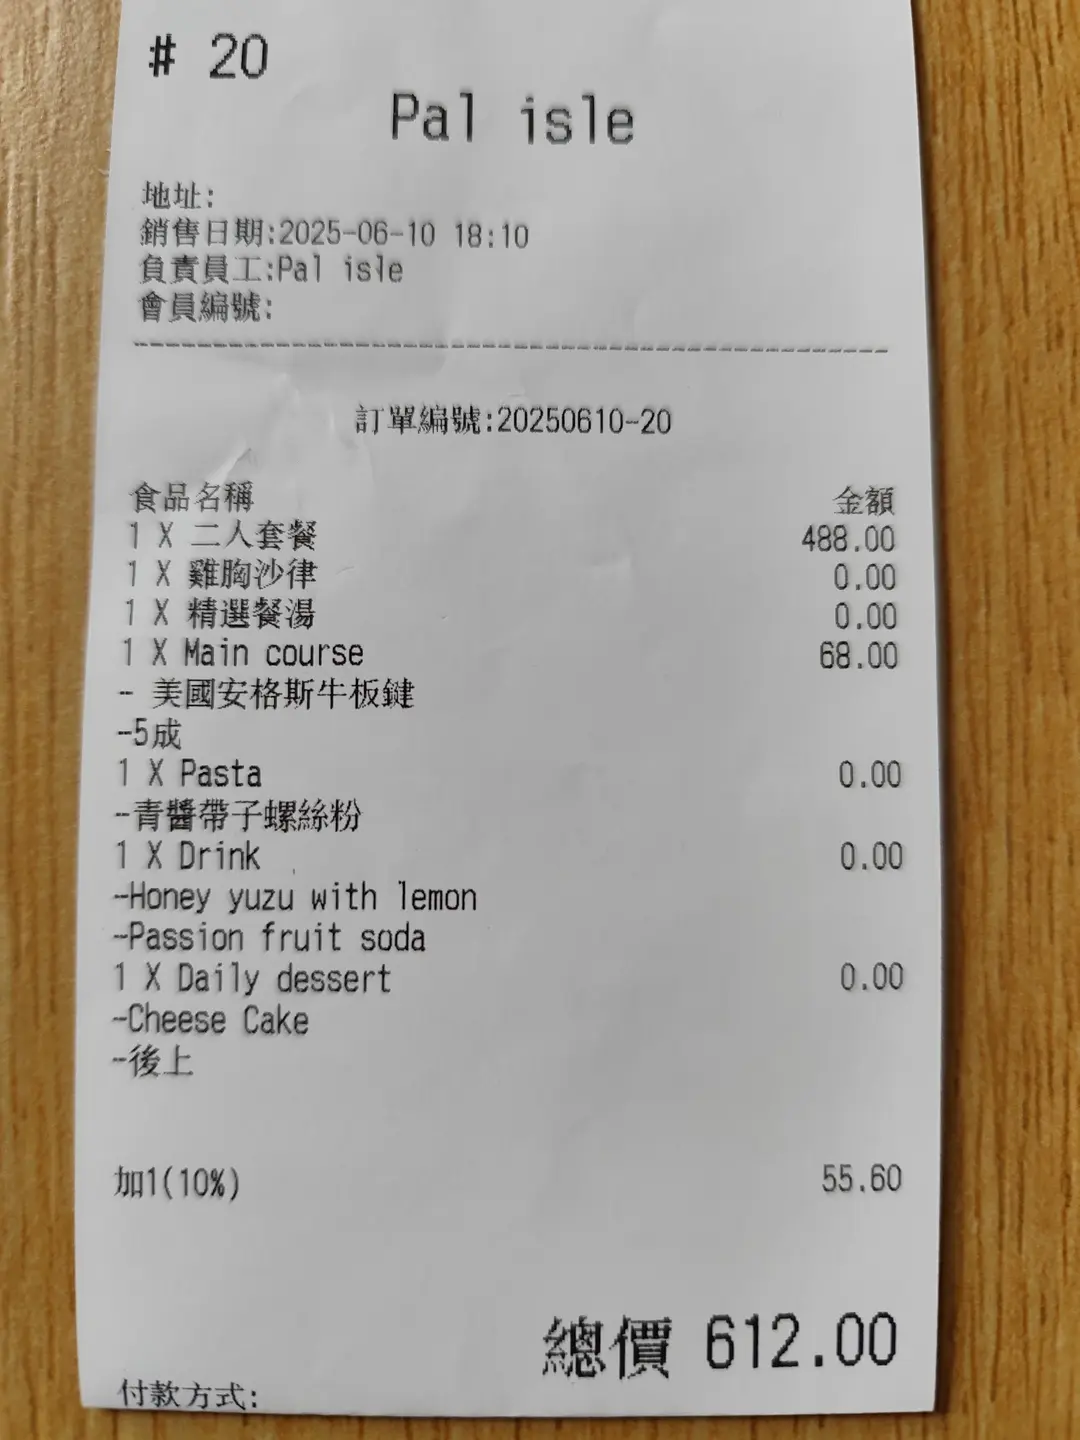 # 20
Pal isle
地址:
銷售日期:2025-06-10 18:10
負責員工:Pal isle
會員編號:
訂單編號:20250610-20
食品名稱 金額
1 X 二人套餐 488.00
1 X 雞胸沙律 0.00
1 X 精選餐湯 0.00
1 X Main course 68.00
- 美國安格斯牛板鍵
-5成
1 X Pasta 0.00
-青醬帶子螺絲粉
1 X Drink 0.00
-Honey yuzu with lemon
-Passion fruit soda
1 X Daily dessert 0.00
-Cheese Cake
-後上
加1(10%) 55.60
總價 612.00
付款方式: